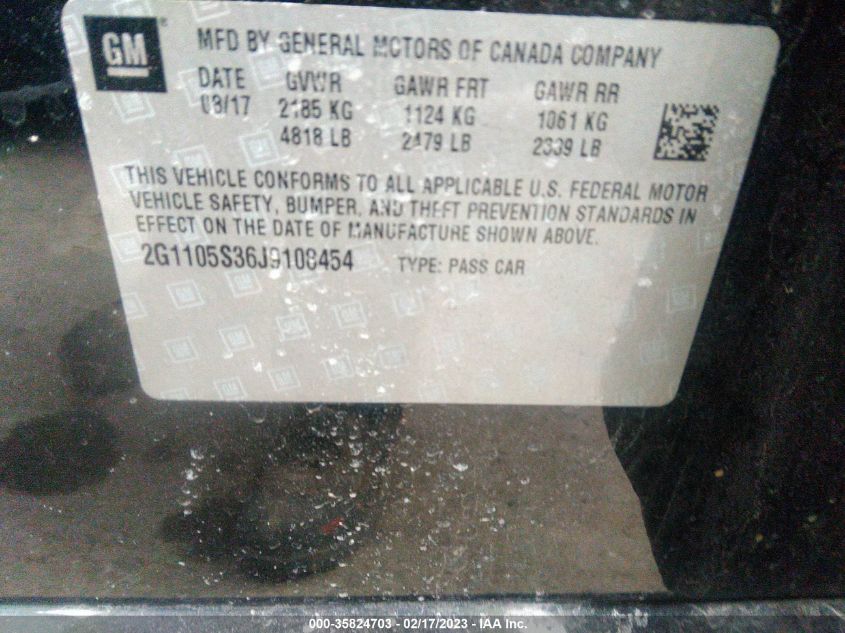 GM
MFD BY GENERAL MOTORS OF CANADA COMPANY
DATE GVWR GAWR FRT GAWR RR
08/17 2185 KG 1124 KG 1061 KG
4818 LB 2479 LB 2339 LB
THIS VEHICLE CONFORMS TO ALL APPLICABLE U.S. FEDERAL MOTOR
VEHICLE SAFETY, BUMPER, AND THEFT PREVENTION STANDARDS IN
EFFECT ON THE DATE OF MANUFACTURE SHOWN ABOVE.
2G1105S36J9108454 TYPE: PASS CAR
000-35824703 - 02/17/2023 - IAA Inc.